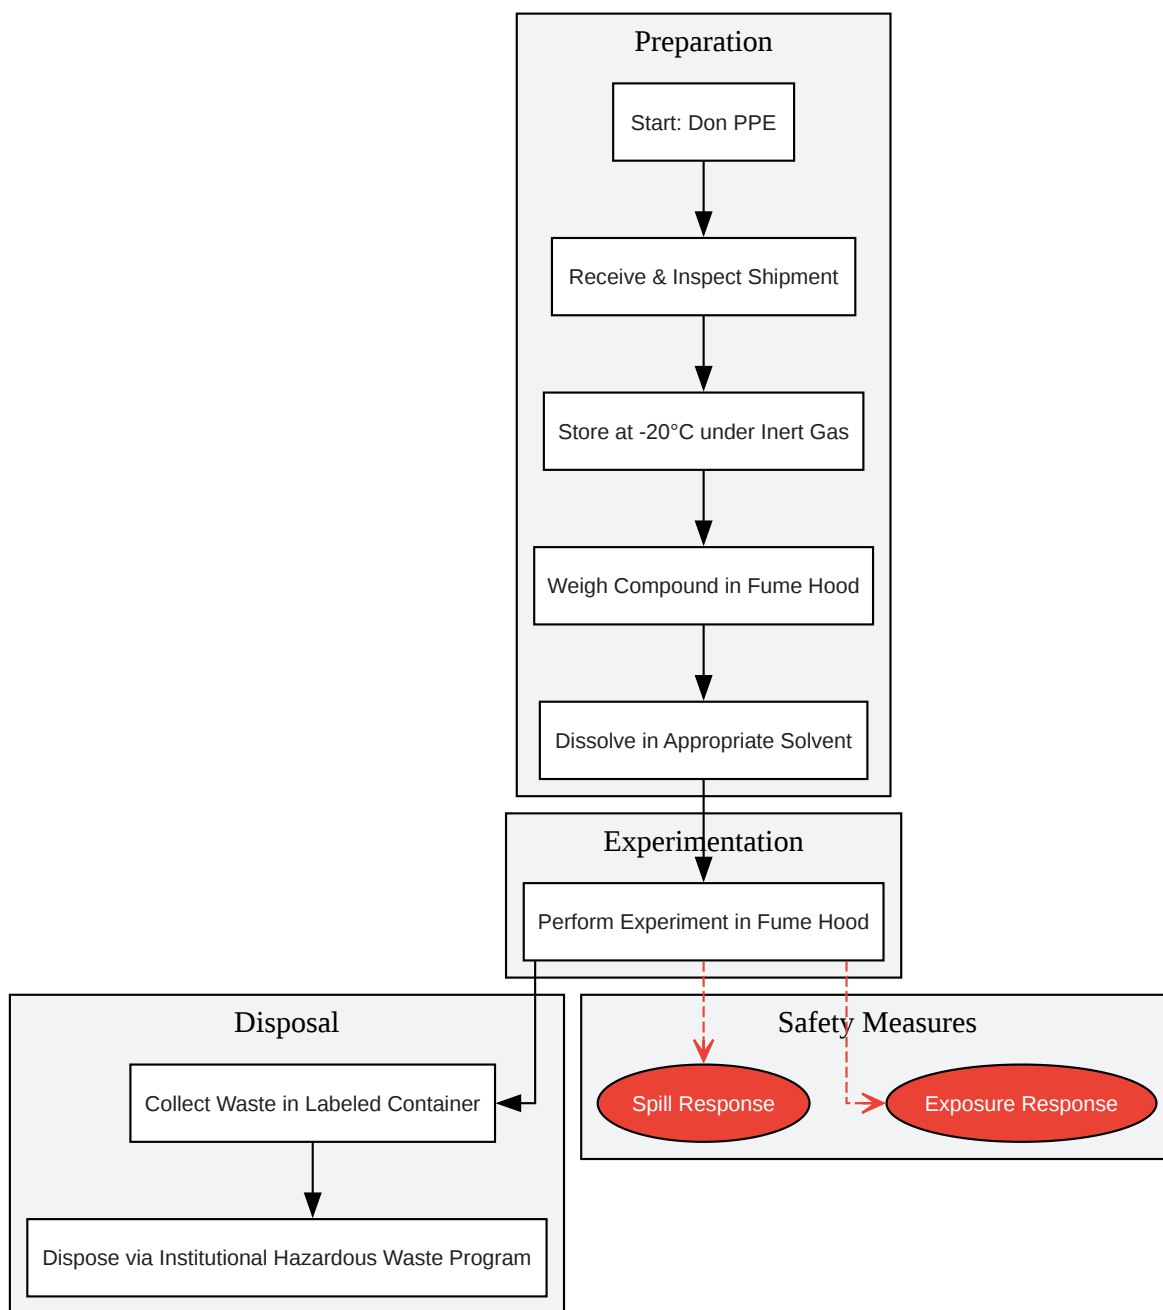 Preparation
Start: Don PPE
Receive & Inspect Shipment
Store at -20°C under Inert Gas
Weigh Compound in Fume Hood
Dissolve in Appropriate Solvent
Experimentation
Perform Experiment in Fume Hood
Disposal
Collect Waste in Labeled Container
Dispose via Institutional Hazardous Waste Program
Safety Measures
Spill Response
Exposure Response